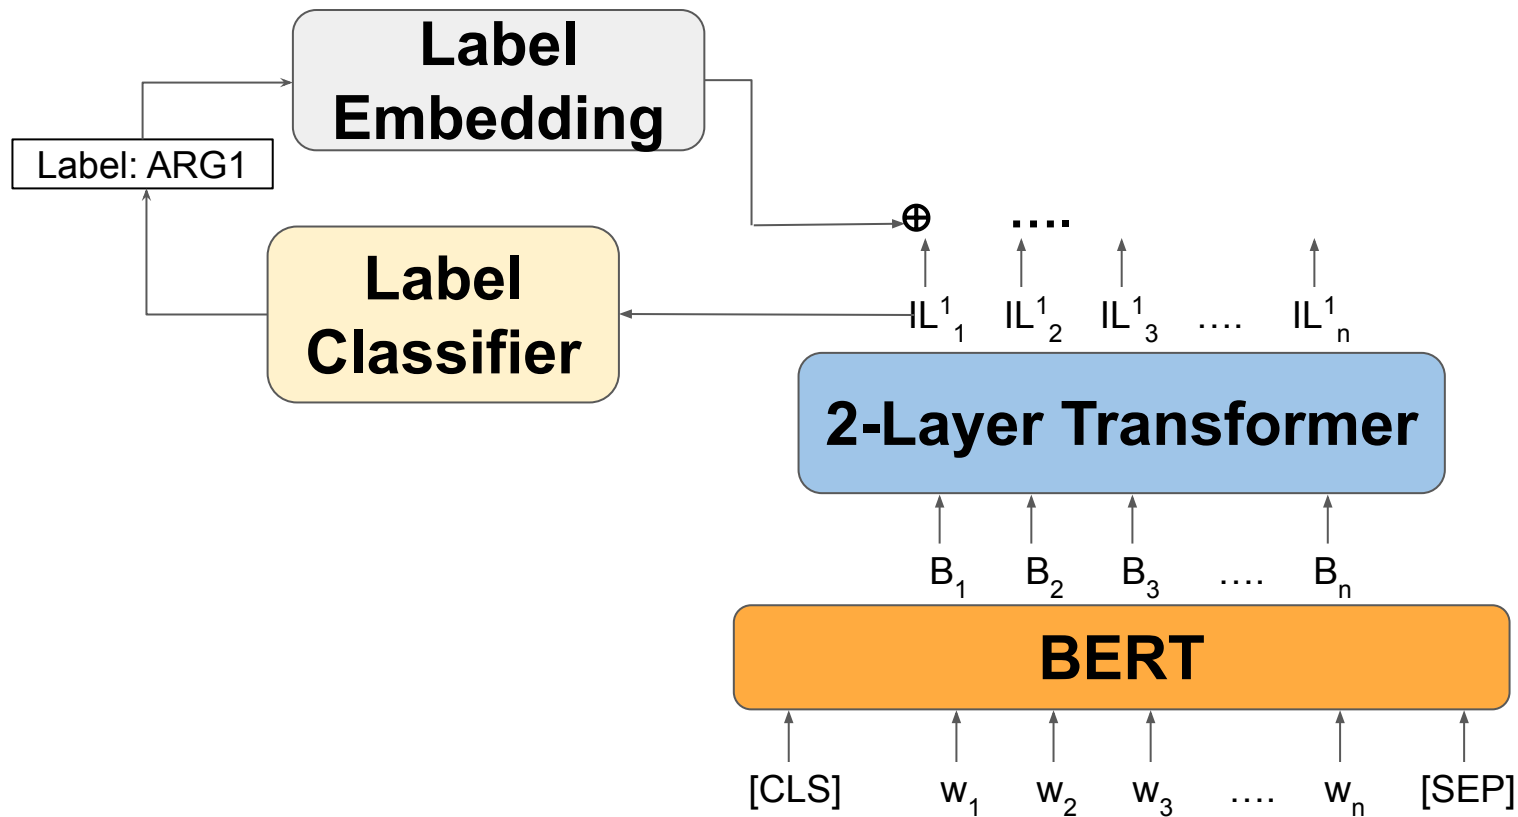 Label
Embedding
Label: ARG1
⊕ ....
Label
Classifier
IL¹₁ IL¹₂ IL¹₃ .... IL¹ₙ
2-Layer Transformer
B₁ B₂ B₃ .... Bₙ
BERT
[CLS] w₁ w₂ w₃ .... wₙ [SEP]